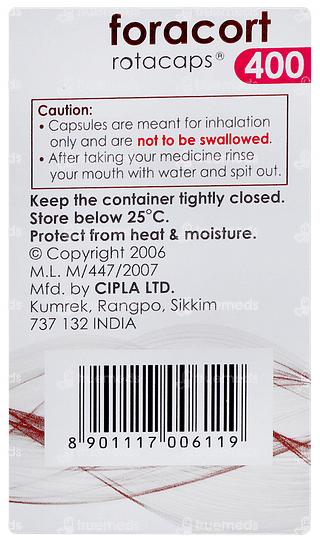 foracort
rotacaps®
400
Caution:
• Capsules are meant for inhalation
only and are not to be swallowed.
• After taking your medicine rinse
your mouth with water and spit out.
Keep the container tightly closed.
Store below 25°C.
Protect from heat & moisture.
© Copyright 2006
M.L. M/447/2007
Mfd. by CIPLA LTD.
Kumrek, Rangpo, Sikkim
737 132 INDIA
8 901117 006119
truemeds